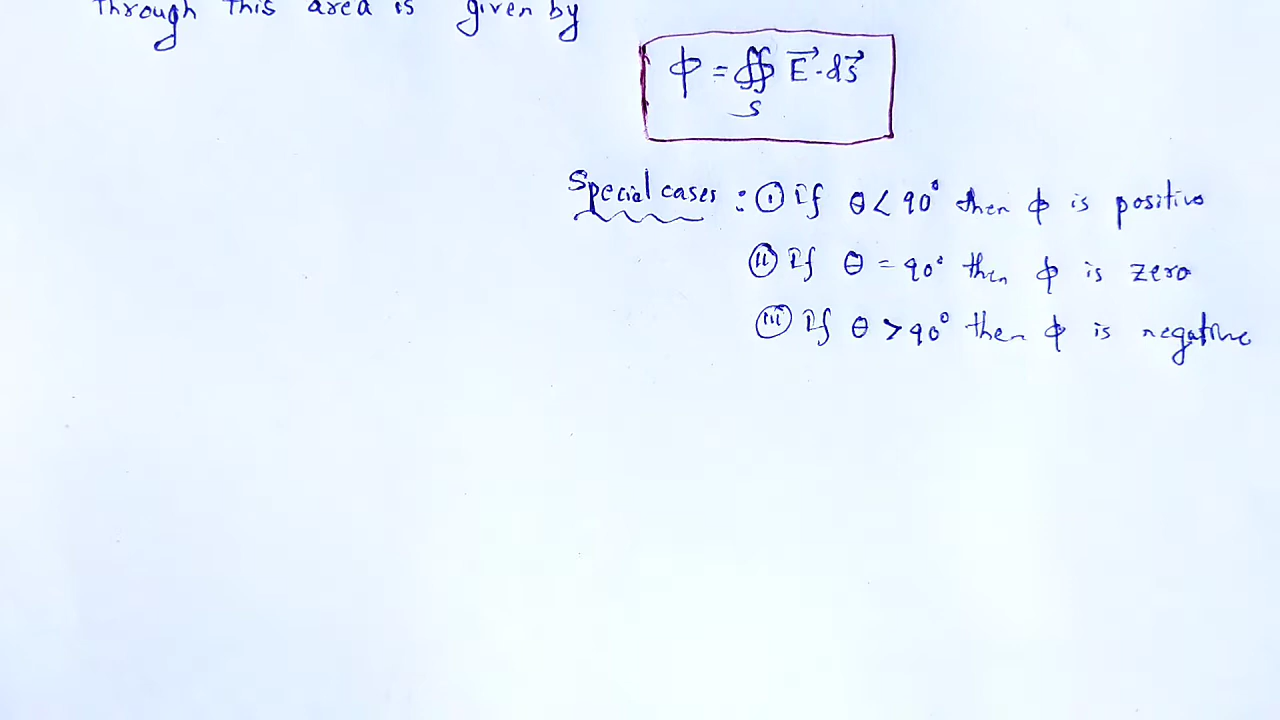 through this area is given by
ϕ = ∯ E⃗·ds⃗
S
Special cases : ① If θ < 90° then ϕ is positive
ⓘⓘ If θ = 90° then ϕ is zero
ⓘⓘⓘ If θ > 90° then ϕ is negative